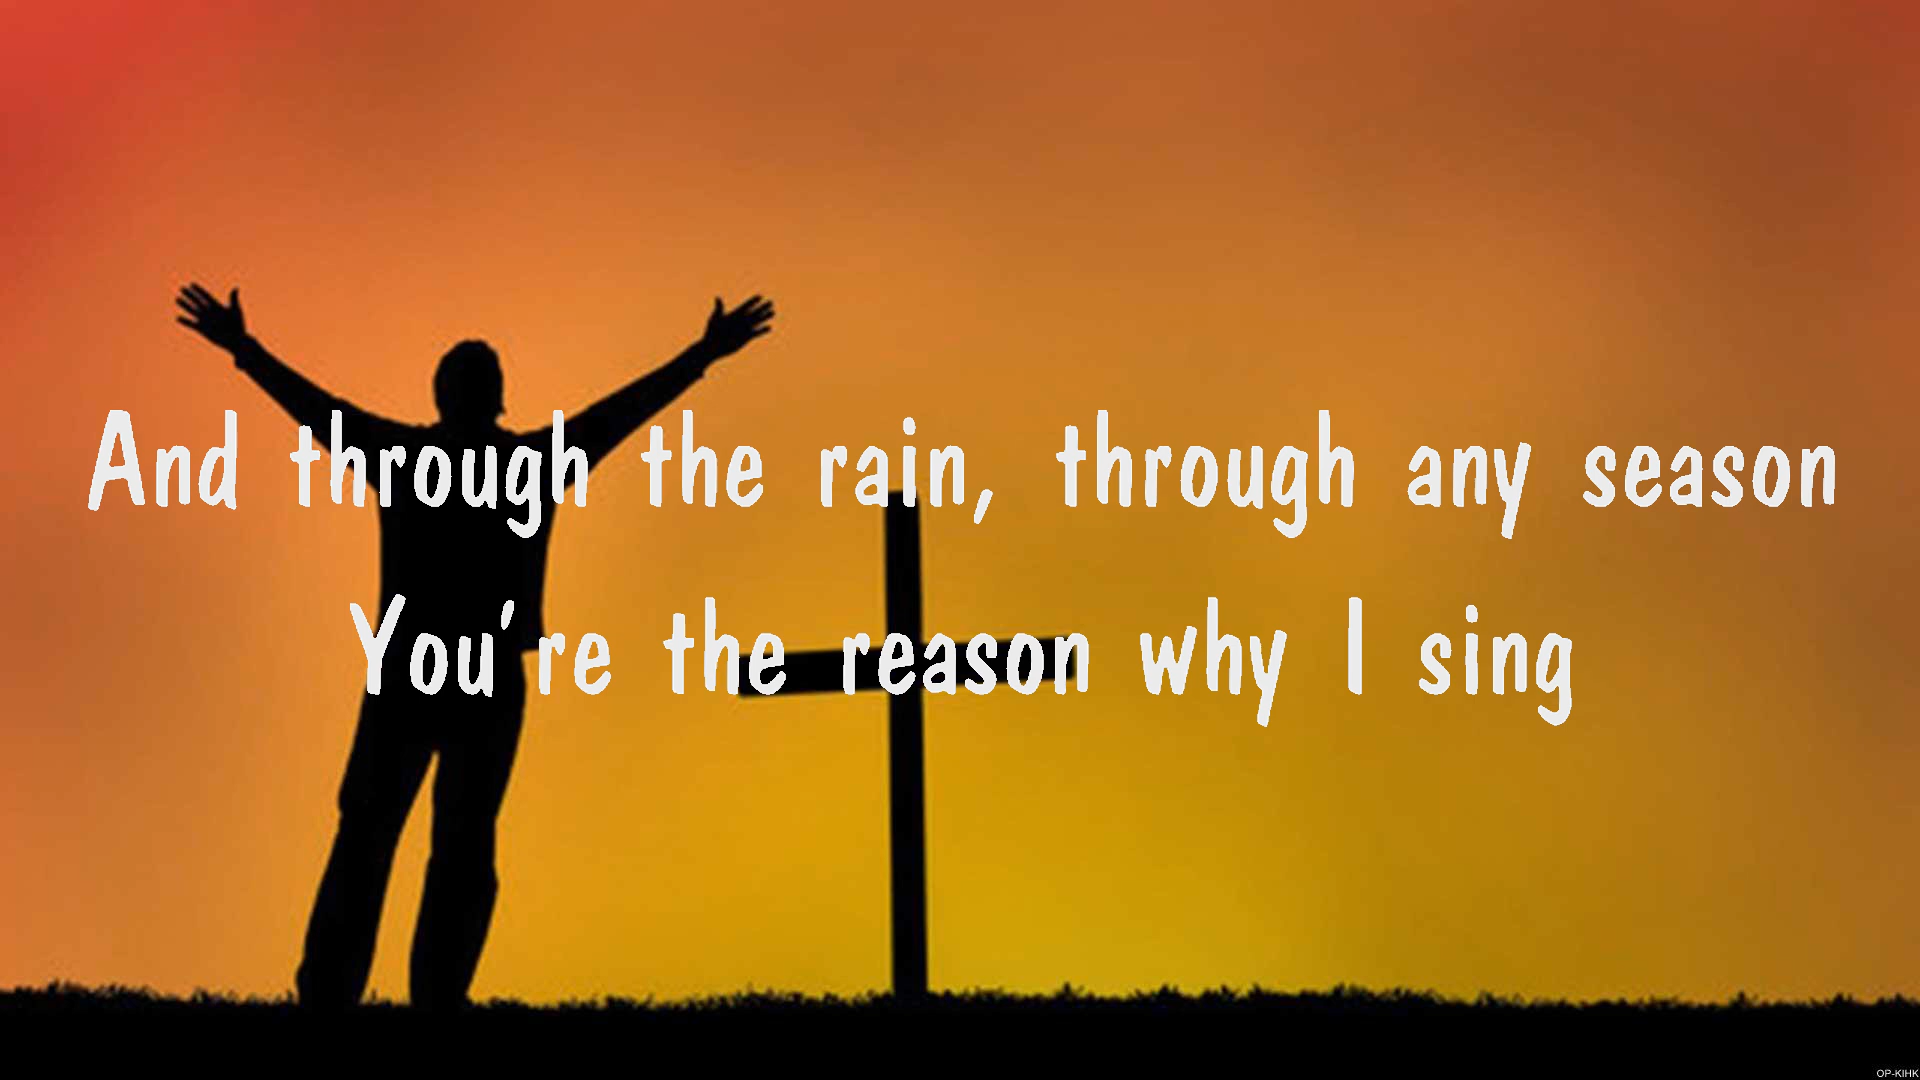 And through the rain, through any season
You're the reason why I sing
OP-KIHK